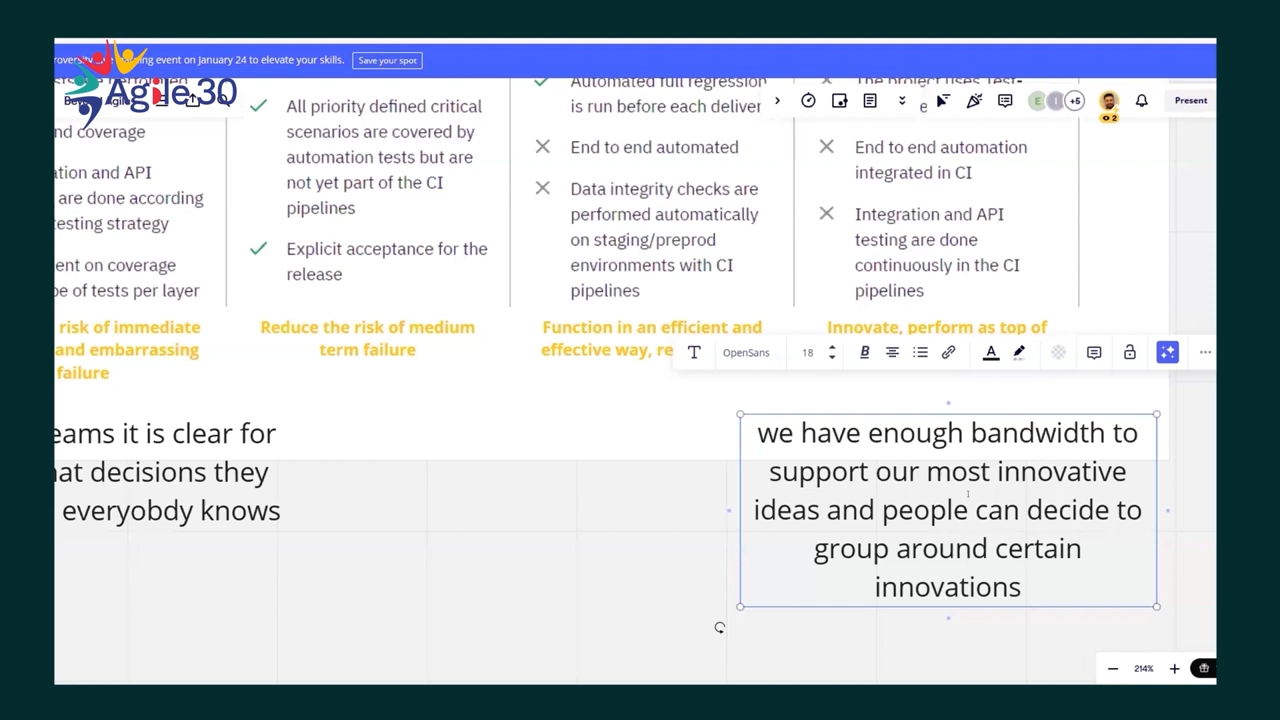 event on January 24 to elevate your skills.
Save your spot
Agile30
+5
2
Present
and coverage
ation and API
are done according
testing strategy
ent on coverage
pe of tests per layer
risk of immediate
and embarrassing
failure
All priority defined critical
scenarios are covered by
automation tests but are
not yet part of the CI
pipelines
Explicit acceptance for the
release
Reduce the risk of medium
term failure
Automated full regression
is run before each deliver
End to end automated
Data integrity checks are
performed automatically
on staging/preprod
environments with CI
pipelines
Function in an efficient and
effective way, re
The project uses Test-
End to end automation
integrated in CI
Integration and API
testing are done
continuously in the CI
pipelines
Innovate, perform as top of
OpenSans
18
eams it is clear for
hat decisions they
everyobdy knows
we have enough bandwidth to
support our most innovative
ideas and people can decide to
group around certain
innovations
214%